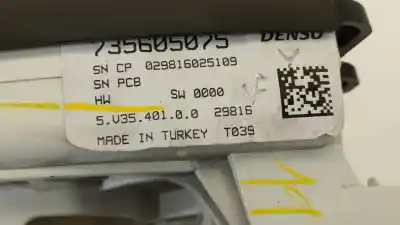 735605075 DENSO
SN CP 029816025109
SN PCB
HW SW 0000
5.V35.401.0.0 29816
MADE IN TURKEY T039